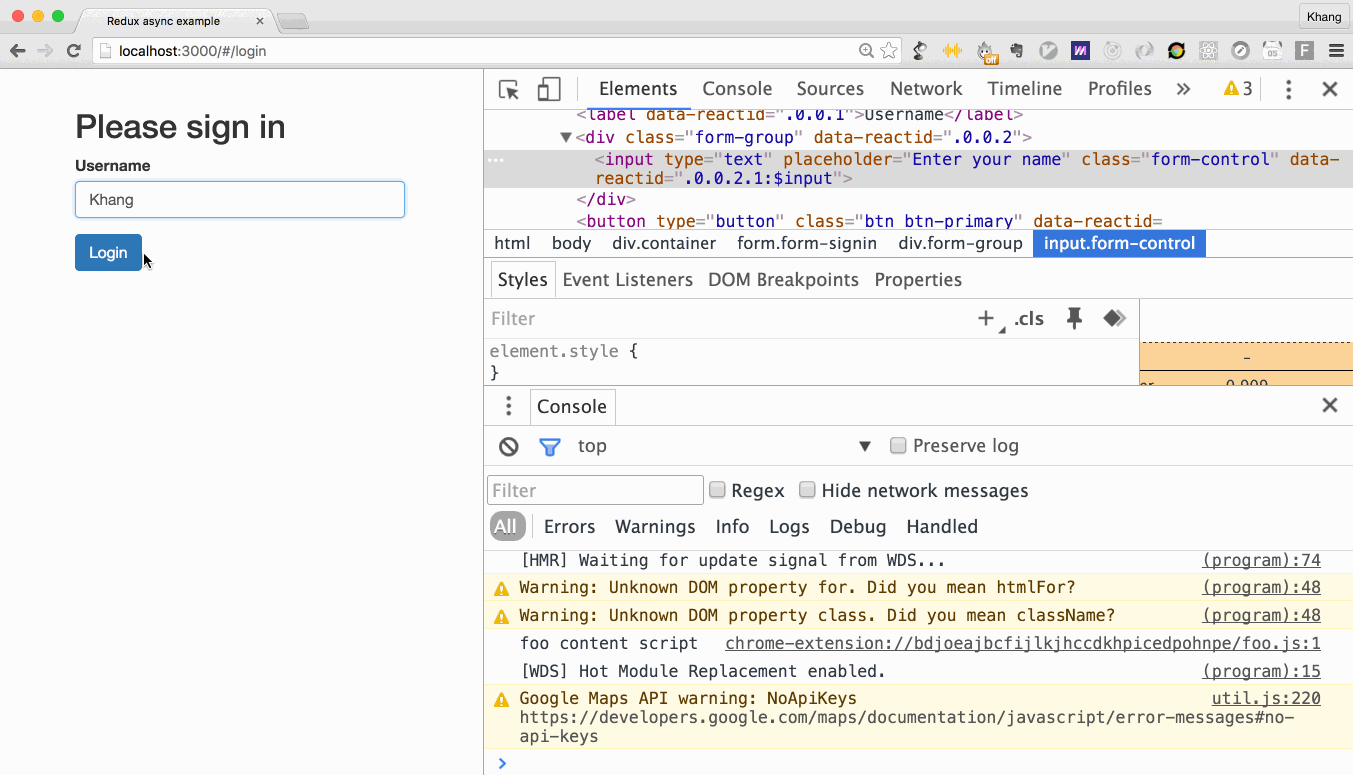 Redux async example
Khang
localhost:3000/#/login
off
05
F
Please sign in
Username
Khang
Login
Elements Console Sources Network Timeline Profiles » 3
<label data-reactid=".0.0.1">Username</label>
▼<div class="form-group" data-reactid=".0.0.2">
<input type="text" placeholder="Enter your name" class="form-control" data-
reactid=".0.0.2.1:$input">
</div>
<button type="button" class="btn btn-primary" data-reactid=
html body div.container form.form-signin div.form-group input.form-control
Styles Event Listeners DOM Breakpoints Properties
Filter + .cls
element.style {
}
–
Console
top ▼ Preserve log
Filter Regex Hide network messages
All Errors Warnings Info Logs Debug Handled
[HMR] Waiting for update signal from WDS... (program):74
Warning: Unknown DOM property for. Did you mean htmlFor? (program):48
Warning: Unknown DOM property class. Did you mean className? (program):48
foo content script chrome-extension://bdjoeajbcfijlkjhccdkhpicedpohnpe/foo.js:1
[WDS] Hot Module Replacement enabled. (program):15
Google Maps API warning: NoApiKeys util.js:220
https://developers.google.com/maps/documentation/javascript/error-messages#no-
api-keys